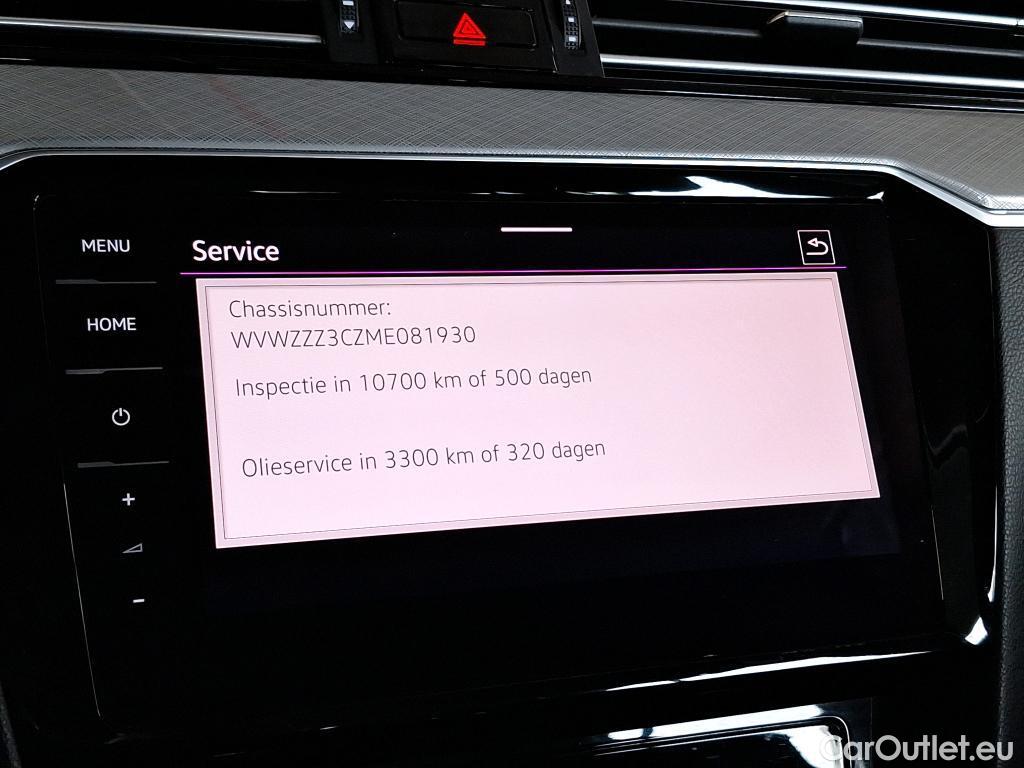 MENU
HOME
Service
Chassisnummer:
WVWZZZ3CZME081930
Inspectie in 10700 km of 500 dagen
Olieservice in 3300 km of 320 dagen
+
-
CarOutlet.eu